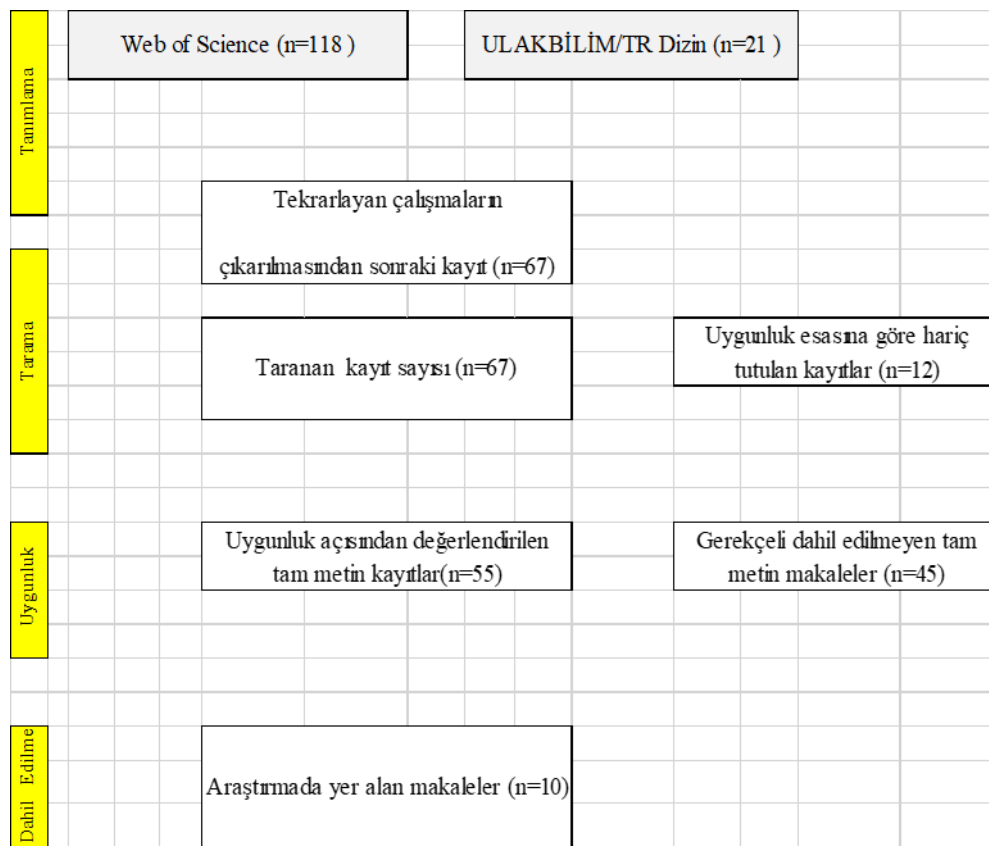 Tanımlama
Web of Science (n=118 )
ULAKBİLİM/TR Dizin (n=21 )
Tekrarlayan çalışmaların
çıkarılmasından sonraki kayıt (n=67)
Tarama
Taranan kayıt sayısı (n=67)
Uygunluk esasına göre hariç
tutulan kayıtlar (n=12)
Uygunluk
Uygunluk açısından değerlendirilen
tam metin kayıtlar(n=55)
Gerekçeli dahil edilmeyen tam
metin makaleler (n=45)
Dahil Edilme
Araştırmada yer alan makaleler (n=10)